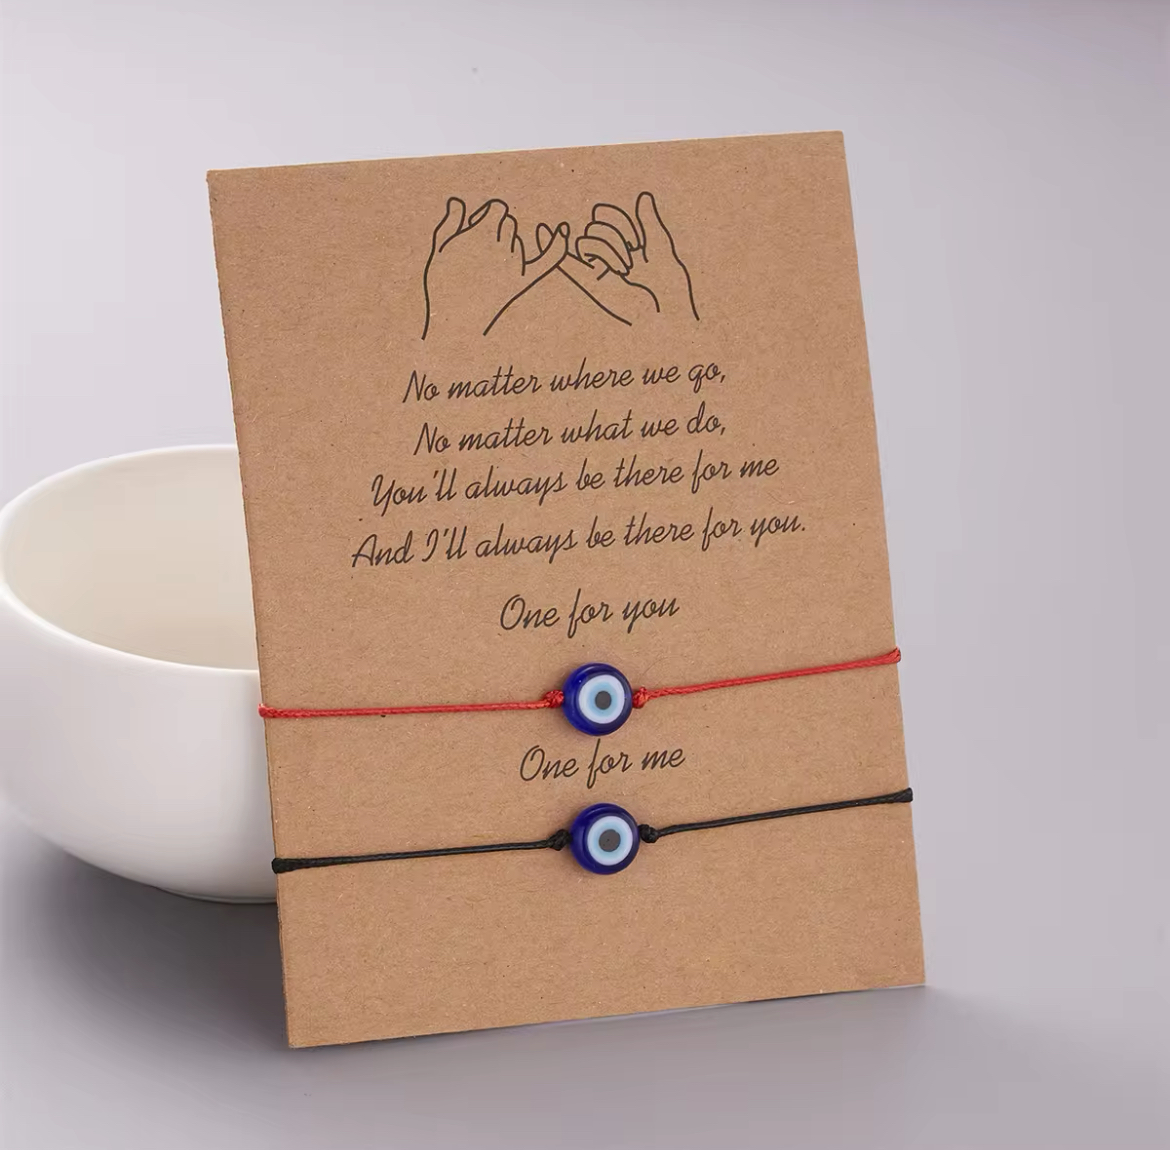 No matter where we go,
No matter what we do,
You'll always be there for me
And I'll always be there for you.
One for you
One for me